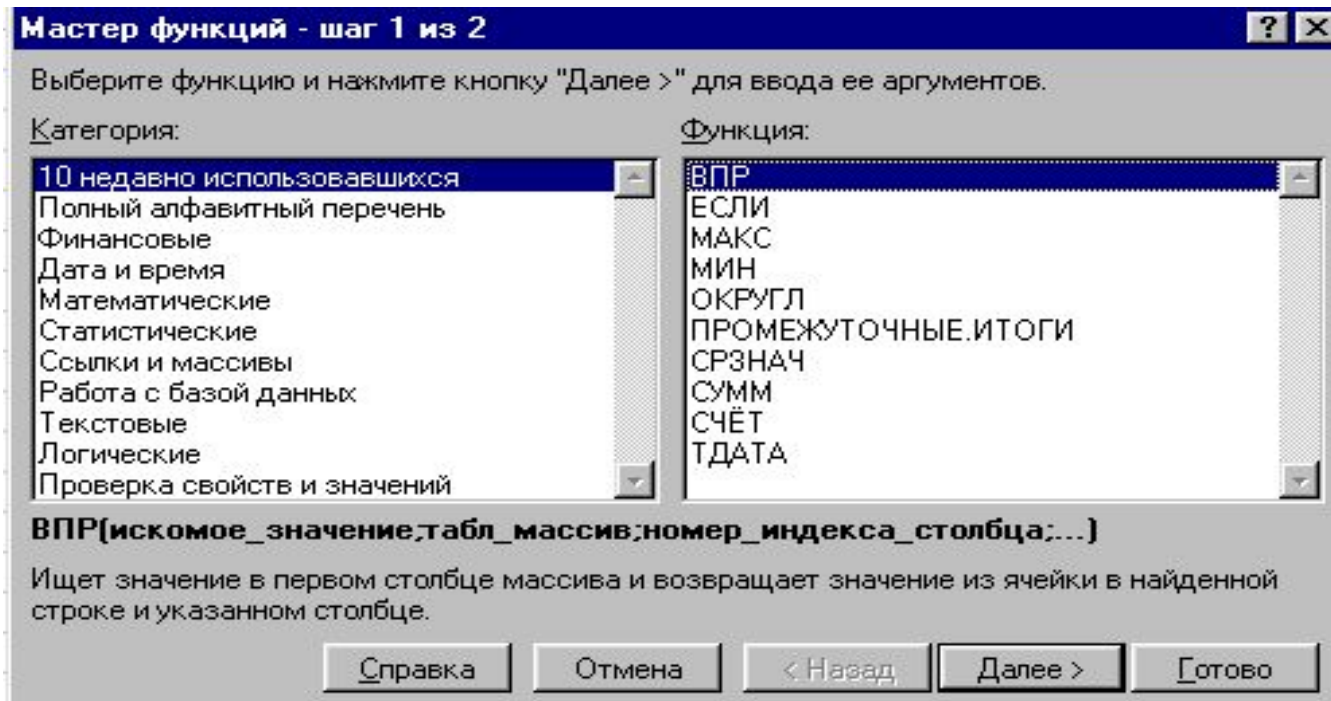 Мастер функций - шаг 1 из 2
Выберите функцию и нажмите кнопку "Далее >" для ввода ее аргументов.
Категория:
10 недавно использовавшихся
Полный алфавитный перечень
Финансовые
Дата и время
Математические
Статистические
Ссылки и массивы
Работа с базой данных
Текстовые
Логические
Проверка свойств и значений
Функция:
ВПР
ЕСЛИ
МАКС
МИН
ОКРУГЛ
ПРОМЕЖУТОЧНЫЕ.ИТОГИ
СРЗНАЧ
СУММ
СЧЁТ
ТДАТА
ВПР(искомое_значение;табл_массив;номер_индекса_столбца;...)
Ищет значение в первом столбце массива и возвращает значение из ячейки в найденной
строке и указанном столбце.
Справка
Отмена
< Назад
Далее >
Готово